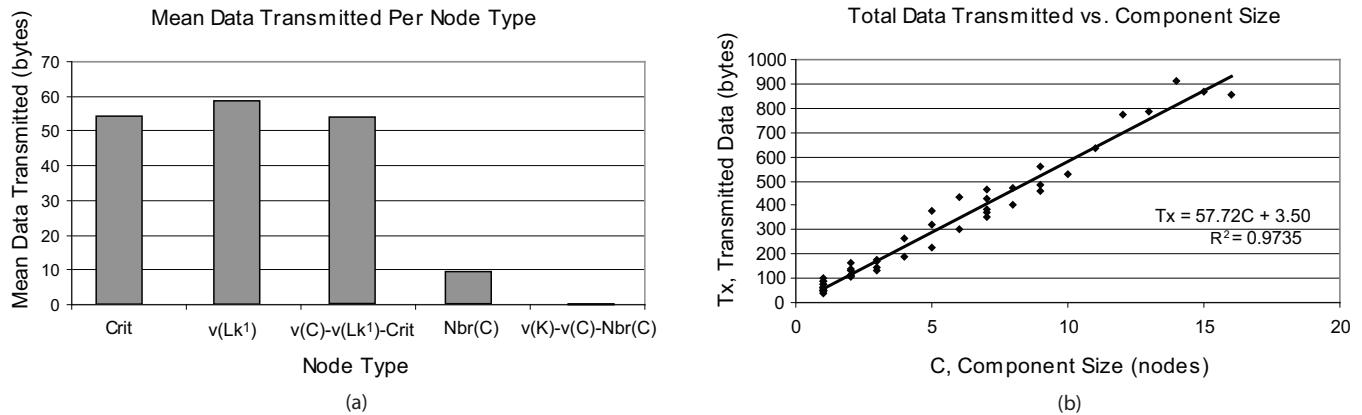 Mean Data Transmitted Per Node Type
Mean Data Transmitted (bytes)
70
60
50
40
30
20
10
0
Crit
v(Lk¹)
v(C)-v(Lk¹)-Crit
Nbr(C)
v(K)-v(C)-Nbr(C)
Node Type
(a)
Total Data Transmitted vs. Component Size
Tx, Transmitted Data (bytes)
1000
900
800
700
600
500
400
300
200
100
0
Tx = 57.72C + 3.50
R² = 0.9735
0
5
10
15
20
C, Component Size (nodes)
(b)